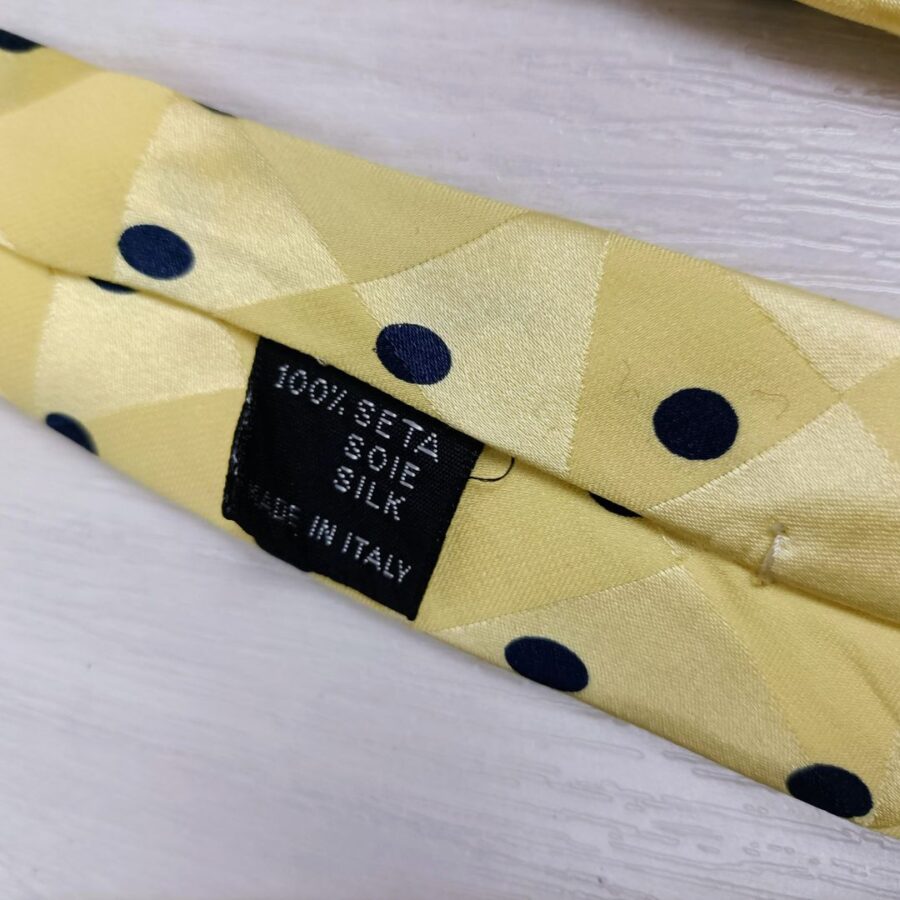 100% SETA
SOIE
SILK
MADE IN ITALY